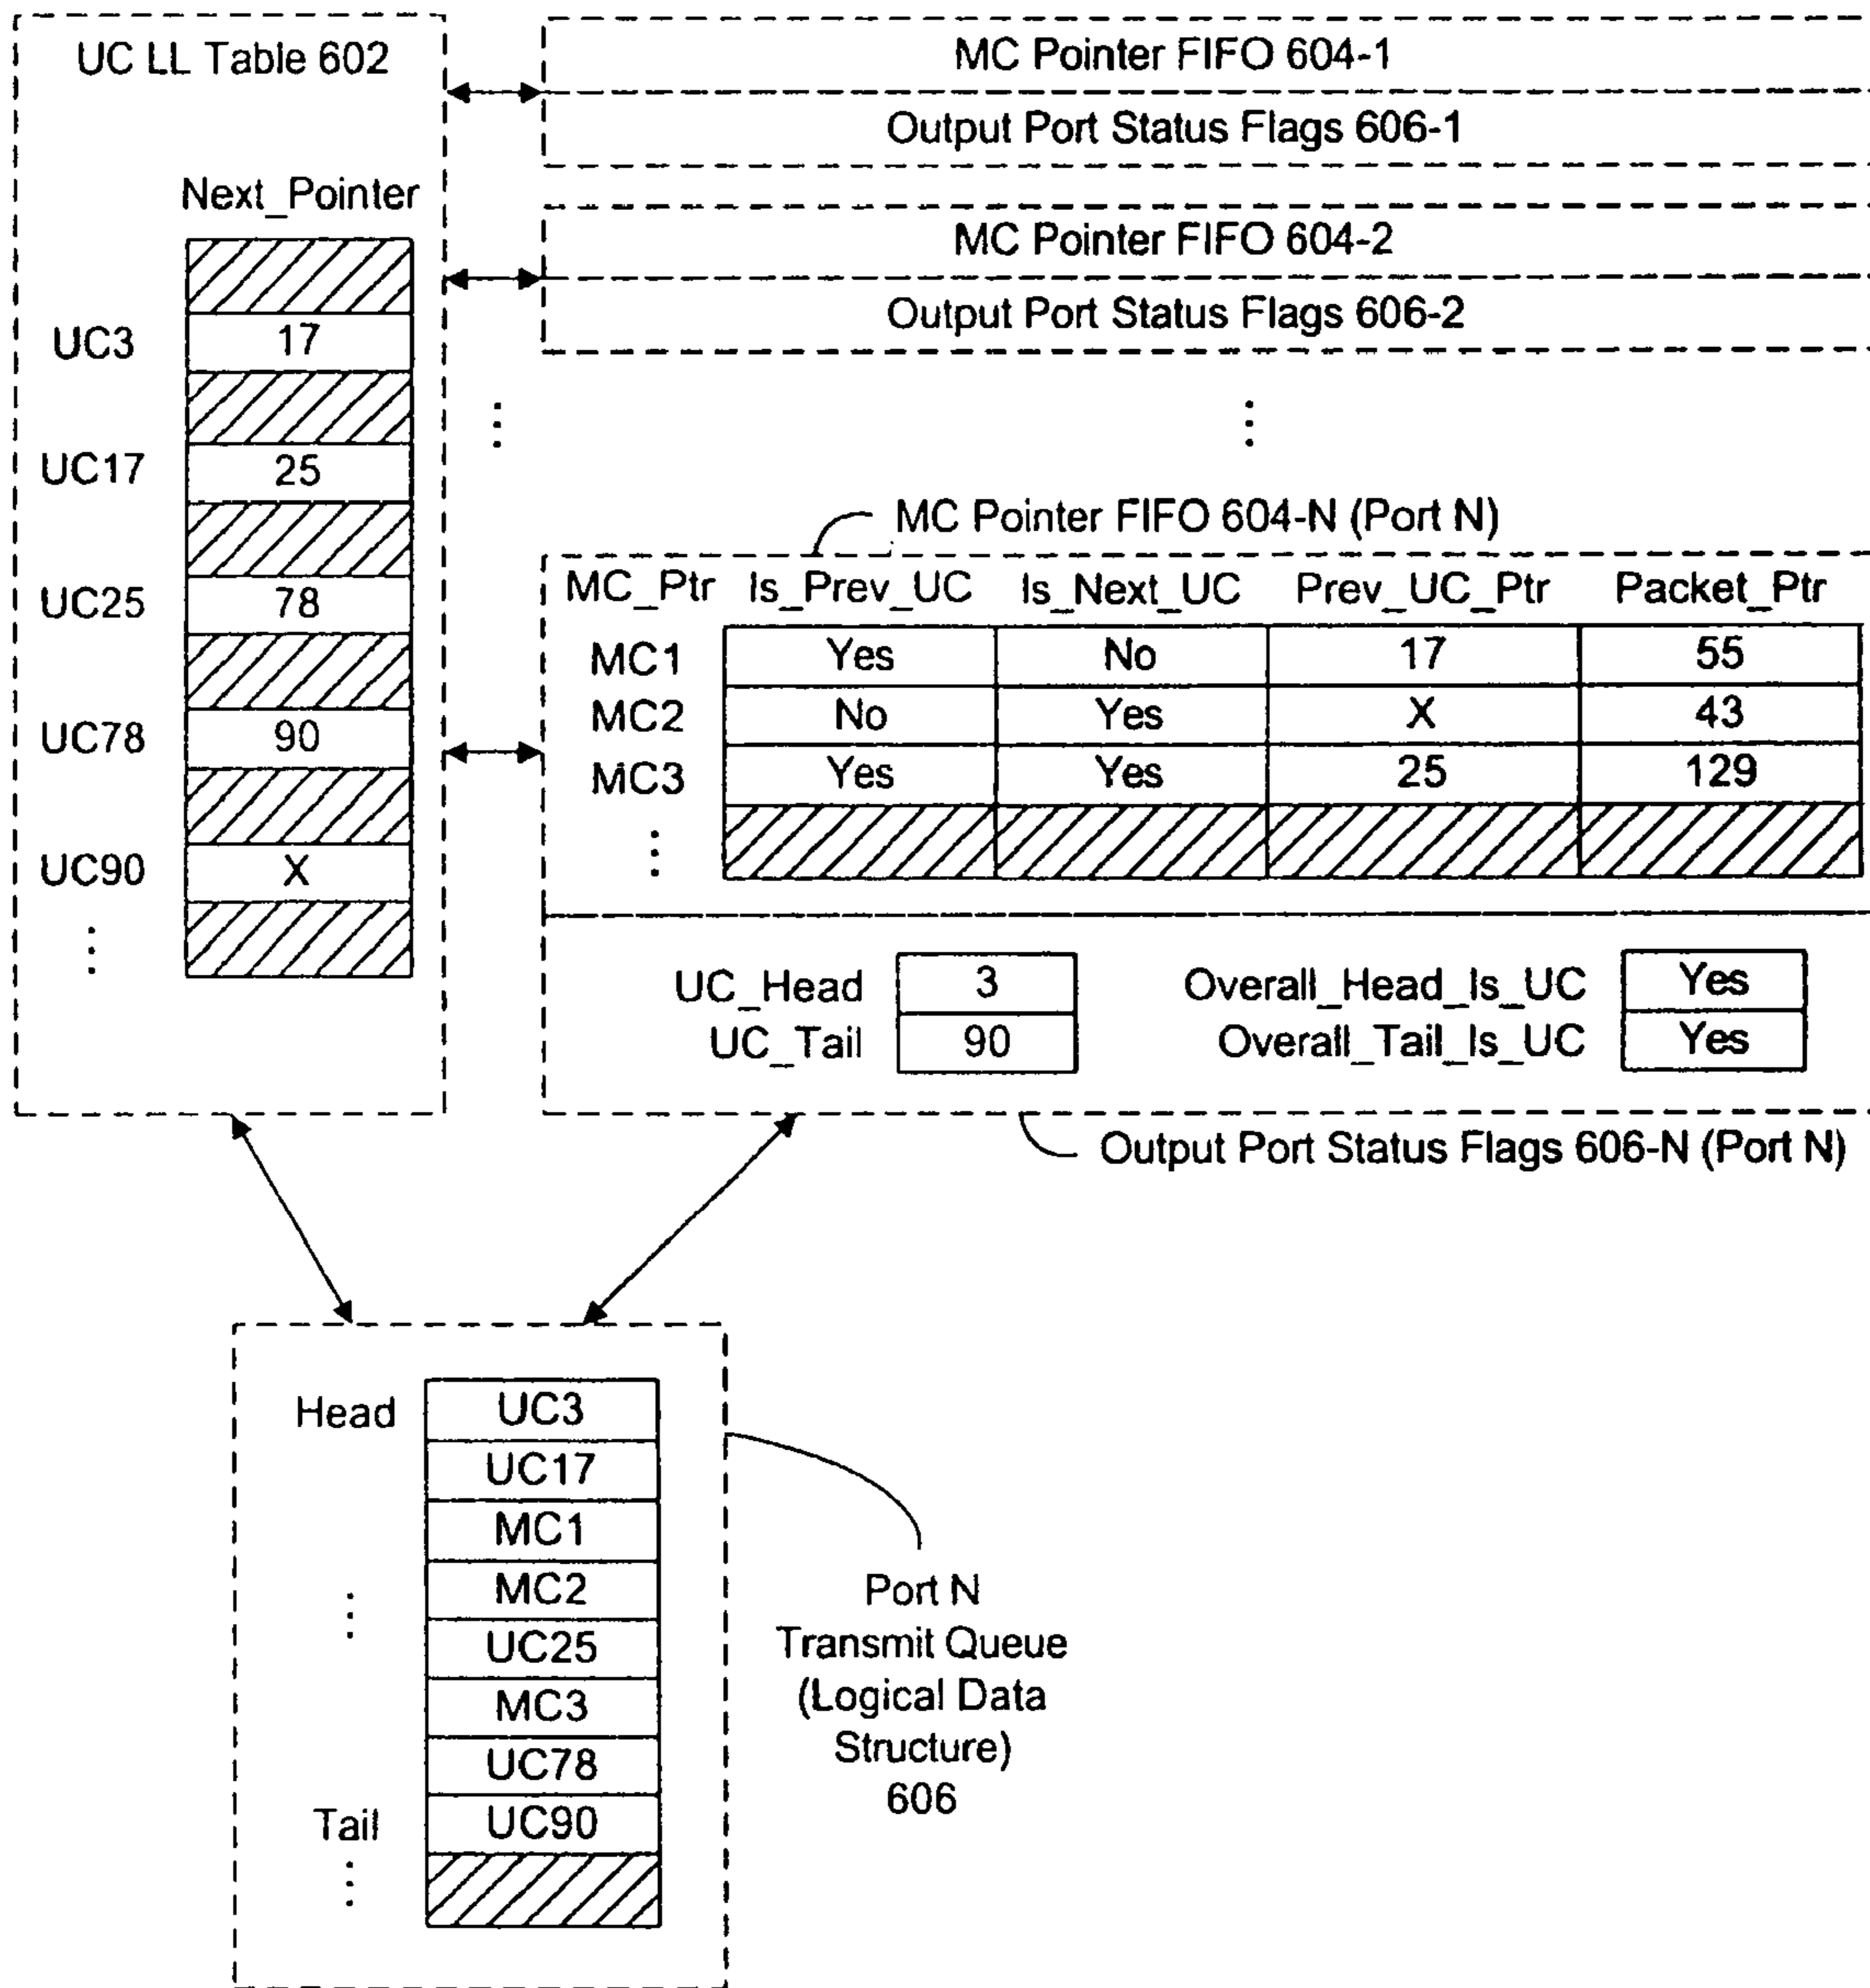 UC LL Table 602
Next_Pointer
UC3 17
UC17 25
UC25 78
UC78 90
UC90 X
⋮
MC Pointer FIFO 604-1
Output Port Status Flags 606-1
MC Pointer FIFO 604-2
Output Port Status Flags 606-2
⋮ ⋮
MC Pointer FIFO 604-N (Port N)
MC_Ptr Is_Prev_UC Is_Next_UC Prev_UC_Ptr Packet_Ptr
MC1 Yes No 17 55
MC2 No Yes X 43
MC3 Yes Yes 25 129
⋮
UC_Head 3 Overall_Head_Is_UC Yes
UC_Tail 90 Overall_Tail_Is_UC Yes
Output Port Status Flags 606-N (Port N)
Head UC3
UC17
MC1
⋮ MC2
UC25
MC3
UC78
Tail UC90
⋮
Port N
Transmit Queue
(Logical Data
Structure)
606